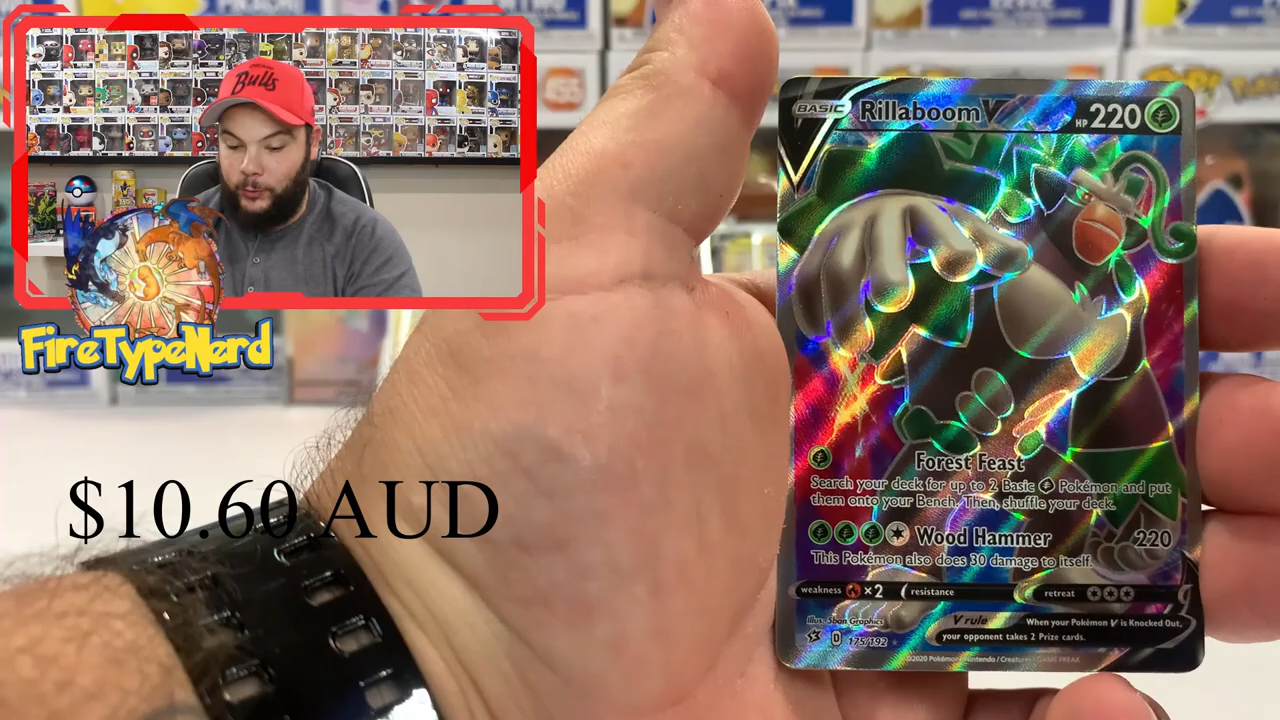 Bulls
FireTypeNerd
$10.60 AUD
BASIC Rillaboom V HP 220
Forest Feast
Search your deck for up to 2 Basic Pokémon and put
them onto your Bench. Then, shuffle your deck.
Wood Hammer 220
This Pokémon also does 30 damage to itself.
weakness ×2 resistance retreat
Illus. 5ban Graphics
V rule When your Pokémon V is Knocked Out,
your opponent takes 2 Prize cards.
D 175/192
©2020 Pokémon / Nintendo / Creatures / GAME FREAK